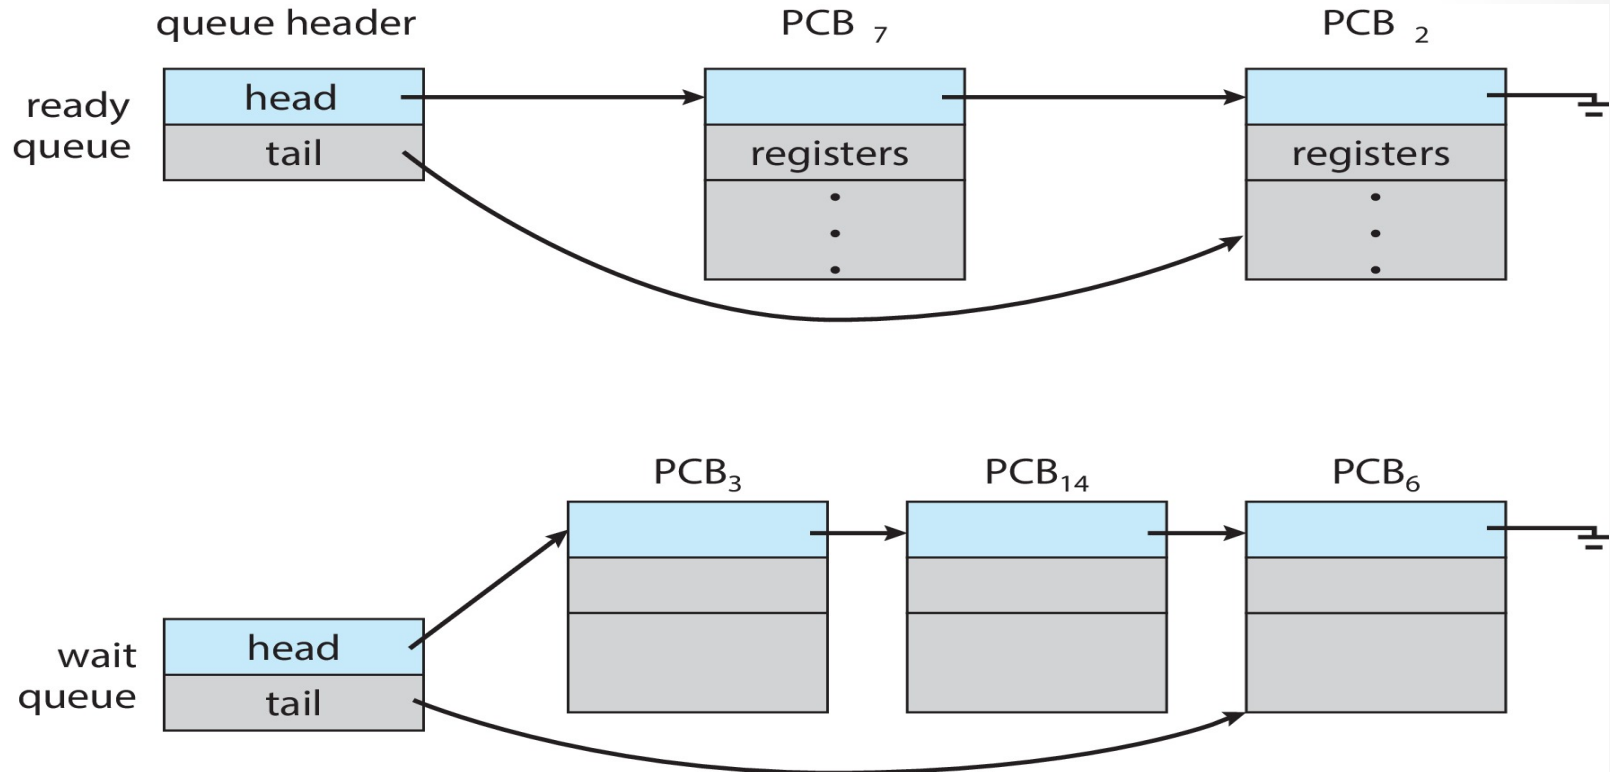 queue header
PCB 7
PCB 2
ready
queue
head
tail
registers
registers
PCB3
PCB14
PCB6
wait
queue
head
tail